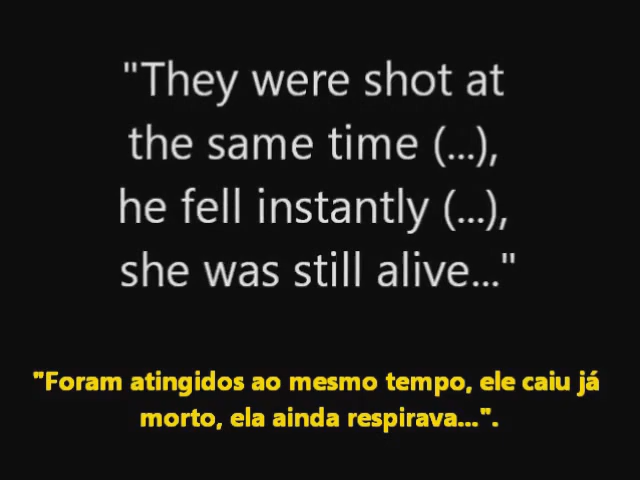 "They were shot at
the same time (...),
he fell instantly (...),
she was still alive..."
"Foram atingidos ao mesmo tempo, ele caiu já
morto, ela ainda respirava...".